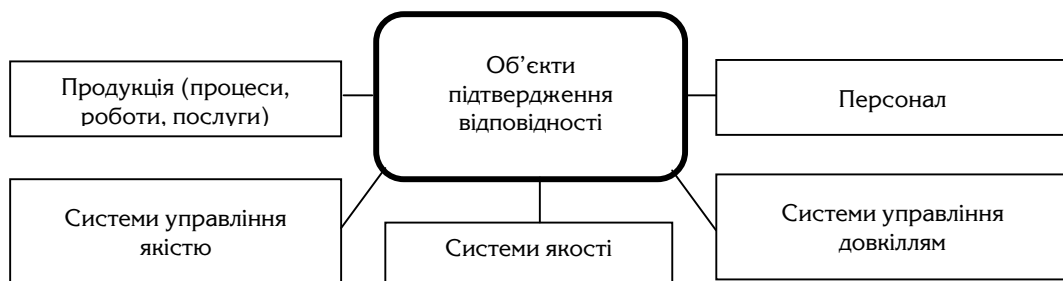 Об’єкти
підтвердження
відповідності
Продукція (процеси,
роботи, послуги)
Персонал
Системи управління
якістю
Системи якості
Системи управління
довкіллям